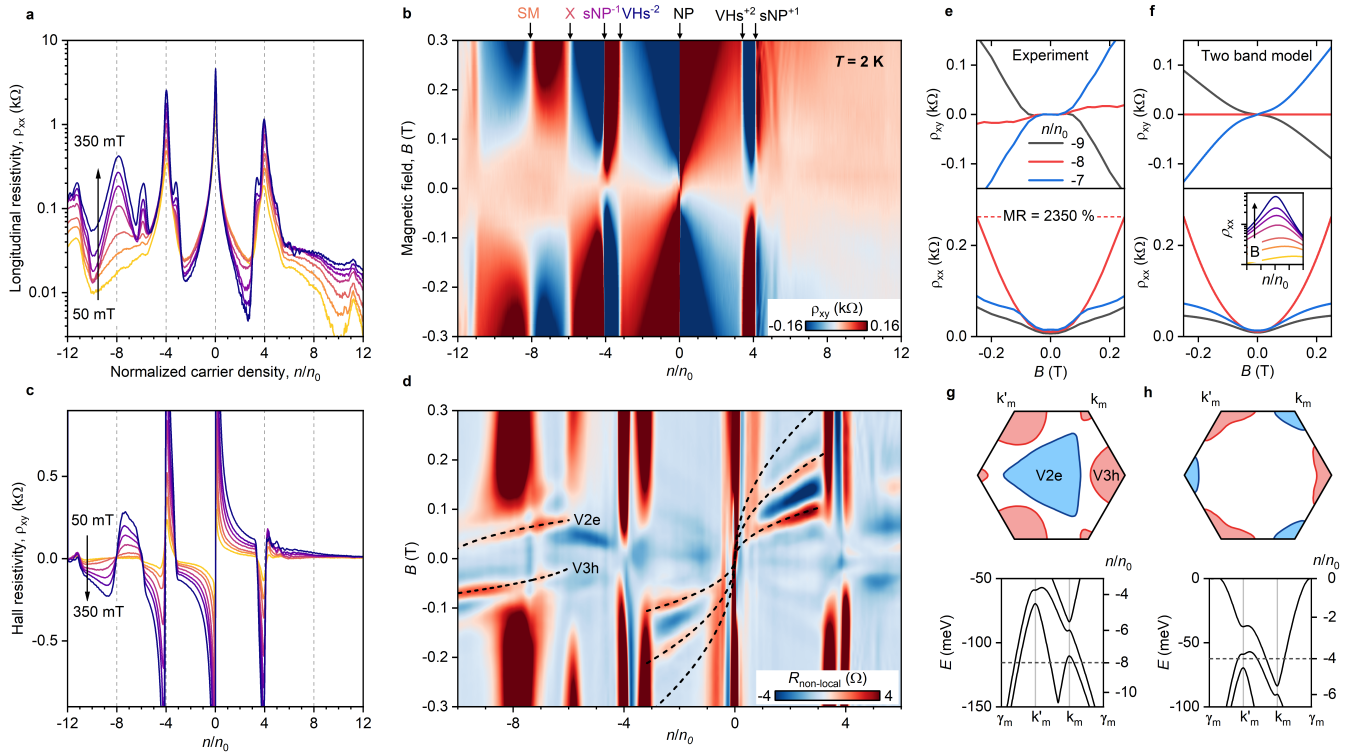 a
Longitudinal resistivity, ρxx (kΩ)
10
1
0.1
0.01
350 mT
50 mT
-12 -8 -4 0 4 8 12
Normalized carrier density, n/n0
b
SM X sNP-1 VHs-2 NP VHs+2 sNP+1
T = 2 K
Magnetic field, B (T)
0.3
0.2
0.1
0.0
-0.1
-0.2
-0.3
ρxy (kΩ)
-0.16 0.16
-12 -8 -4 0 4 8 12
n/n0
c
Hall resistivity, ρxy (kΩ)
0.5
0.0
-0.5
50 mT
350 mT
-12 -8 -4 0 4 8 12
n/n0
d
B (T)
0.3
0.2
0.1
0.0
-0.1
-0.2
-0.3
V2e
V3h
Rnon-local (Ω)
-4 4
-8 -4 0 4
n/n0
e
Experiment
ρxy (kΩ)
0.1
0.0
-0.1
n/n0
-9
-8
-7
MR = 2350 %
ρxx (kΩ)
0.2
0.0
-0.2 0.0 0.2
B (T)
f
Two band model
ρxy (kΩ)
0.1
0.0
-0.1
ρxx
B
n/n0
ρxx (kΩ)
0.2
0.0
-0.2 0.0 0.2
B (T)
g
k'm km
V2e
V3h
n/n0
E (meV)
-50
-100
-150
-4
-6
-8
-10
γm k'm km γm
h
k'm km
n/n0
E (meV)
0
-50
-100
0
-2
-4
-6
γm k'm km γm